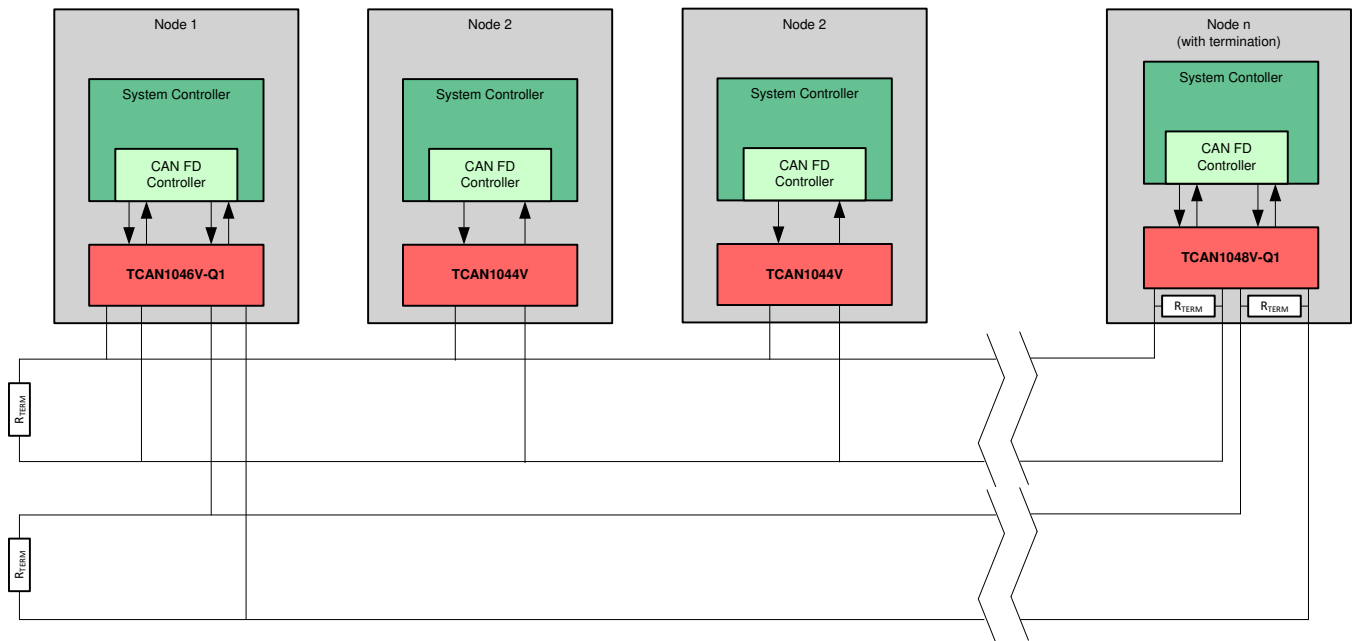 Node 1
System Controller
CAN FD
Controller
TCAN1046V-Q1
Node 2
System Controller
CAN FD
Controller
TCAN1044V
Node 2
System Controller
CAN FD
Controller
TCAN1044V
Node n
(with termination)
System Contoller
CAN FD
Controller
TCAN1048V-Q1
RTERM
RTERM
RTERM
RTERM